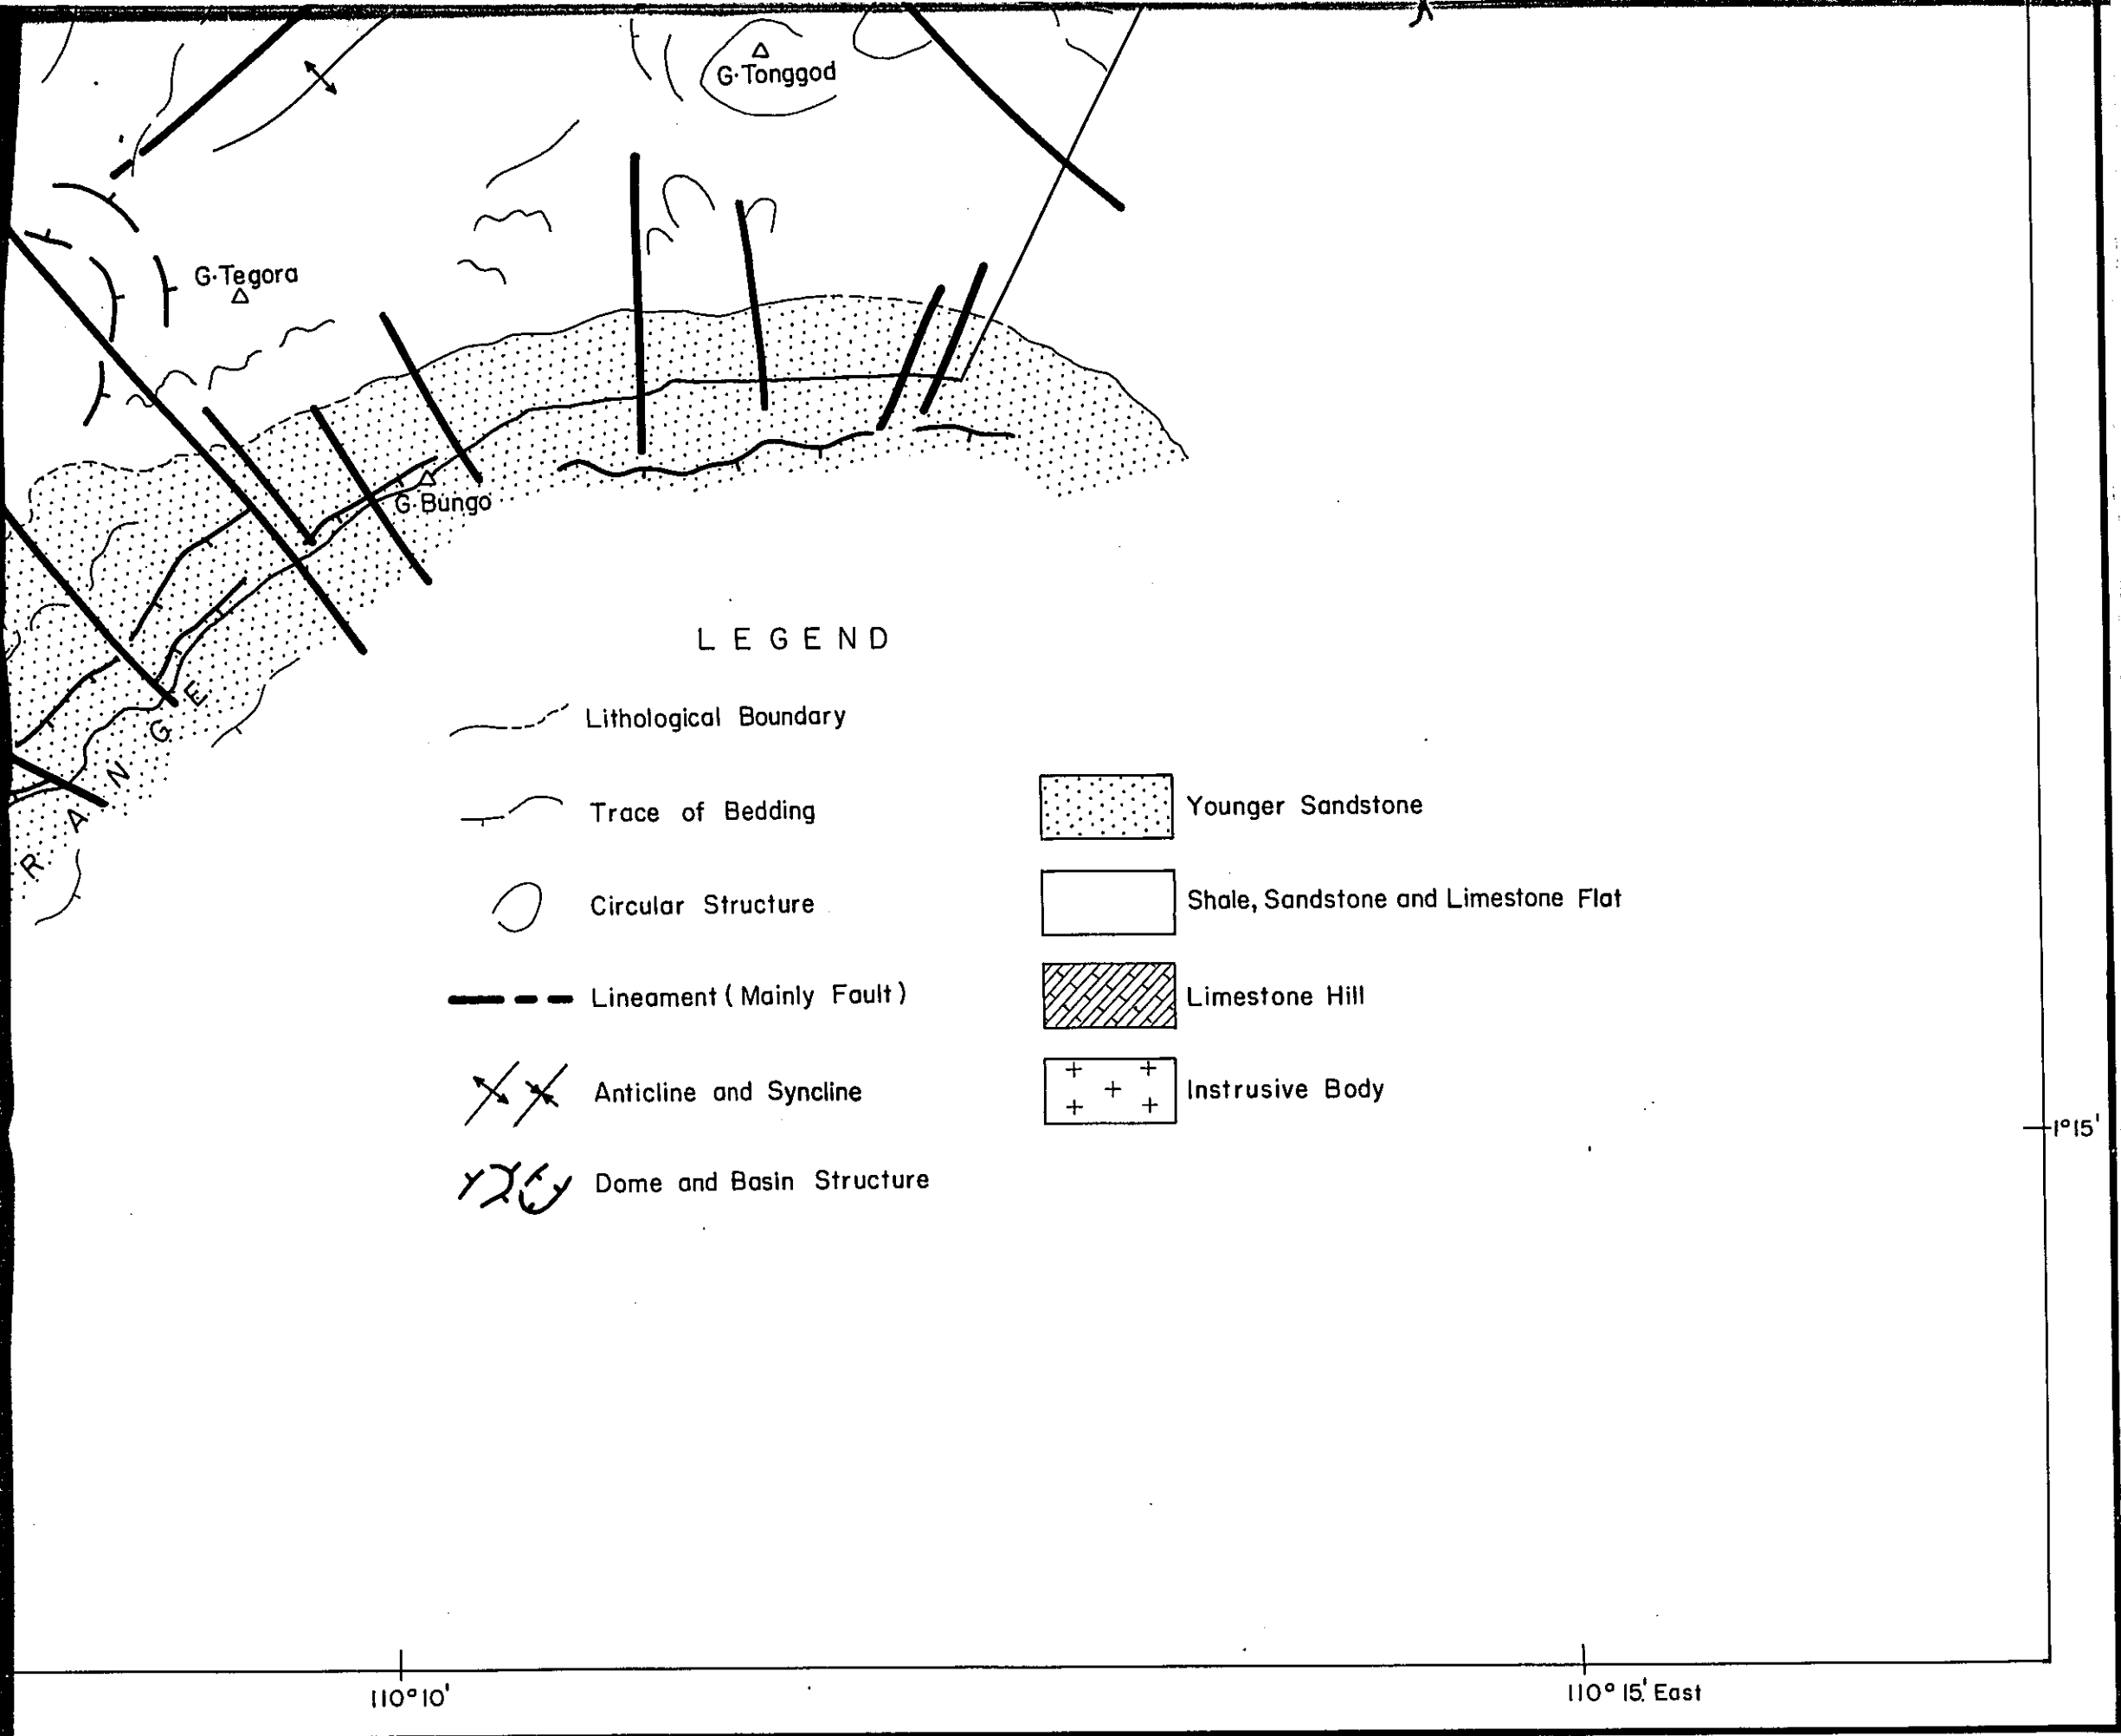 G. Tonggod
G. Tegora
G. Bungo
RANGE
LEGEND
Lithological Boundary
Trace of Bedding
Circular Structure
Lineament (Mainly Fault)
Anticline and Syncline
Dome and Basin Structure
Younger Sandstone
Shale, Sandstone and Limestone Flat
Limestone Hill
Instrusive Body
1°15'
110°10'
110°15' East